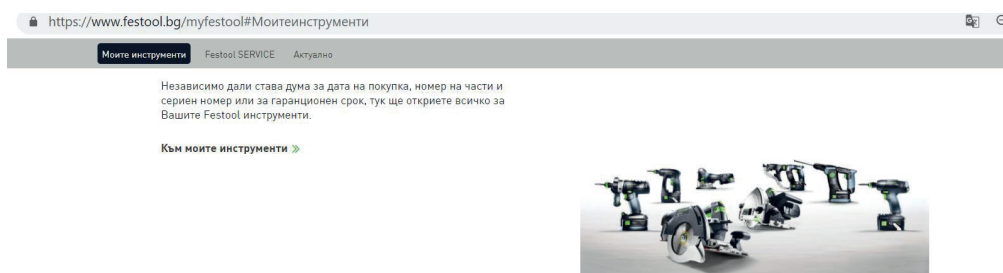 https://www.festool.bg/myfestool#Моитеинструменти
Моите инструменти Festool SERVICE Актуално
Независимо дали става дума за дата на покупка, номер на части и
сериен номер или за гаранционен срок, тук ще откриете всичко за
Вашите Festool инструменти.
Към моите инструменти »